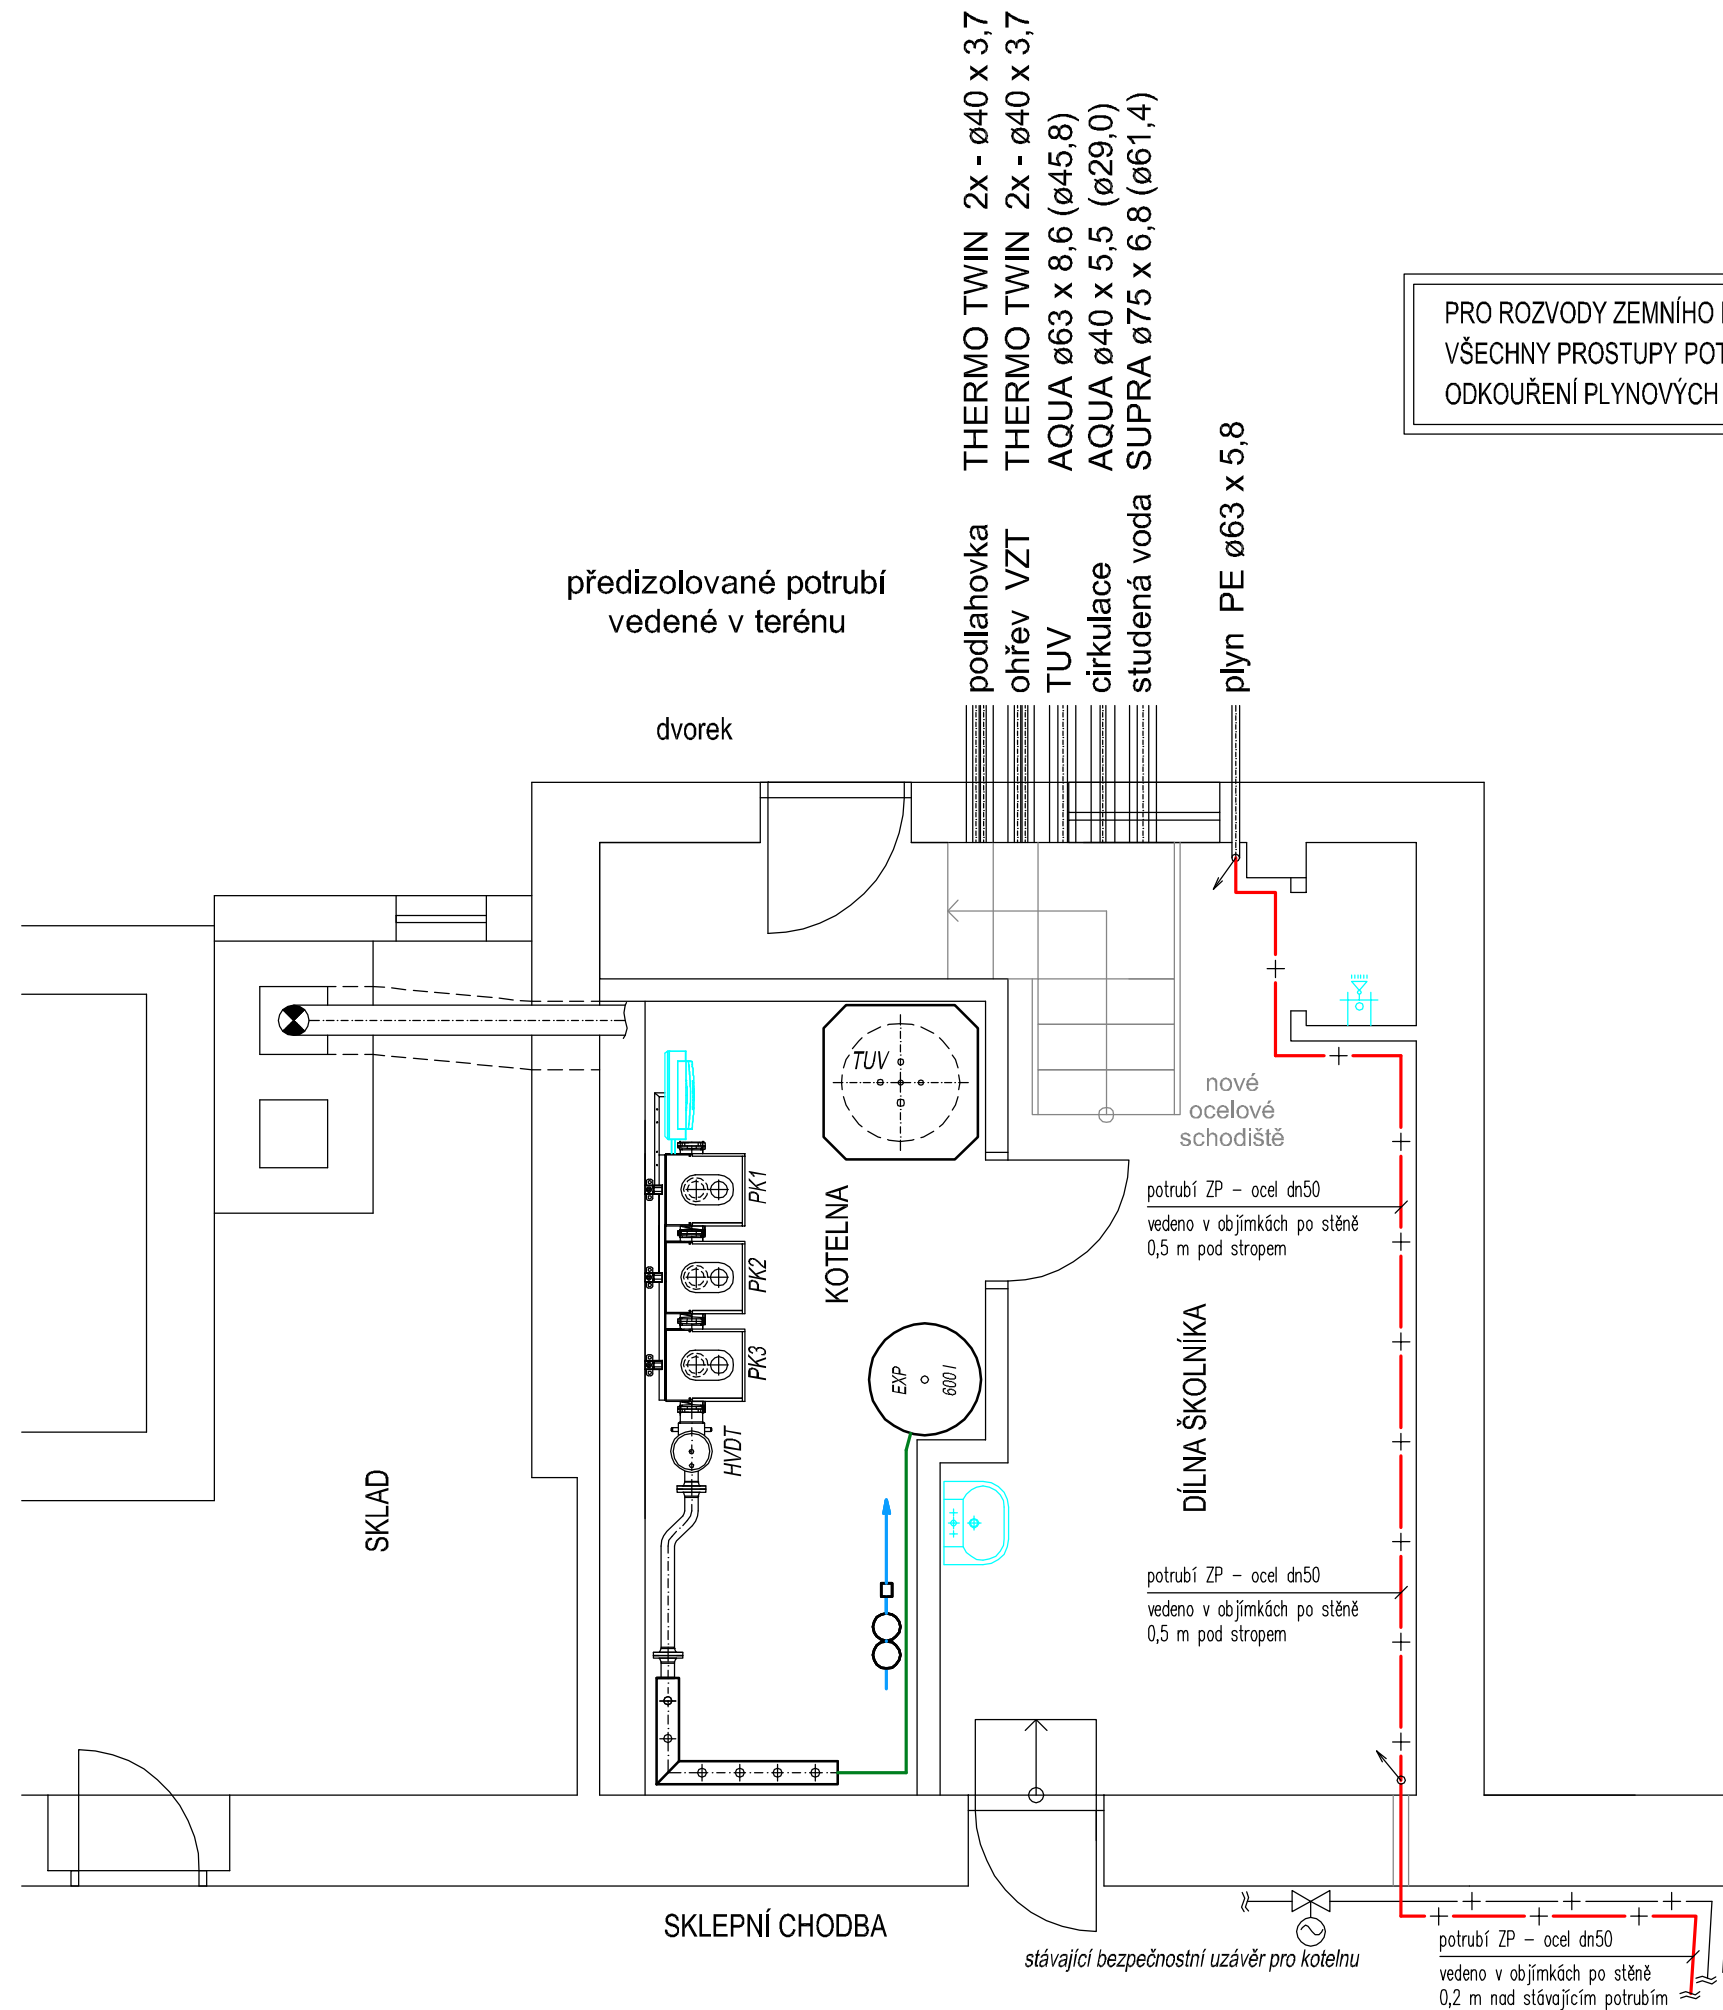 THERMO TWIN 2x - ø40 x 3,7
THERMO TWIN 2x - ø40 x 3,7
AQUA ø63 x 8,6 (ø45,8)
AQUA ø40 x 5,5 (ø29,0)
SUPRA ø75 x 6,8 (ø61,4)
podlahovka
ohřev VZT
TUV
cirkulace
studená voda
plyn PE ø63 x 5,8
PRO ROZVODY ZEMNÍHO
VŠECHNY PROSTUPY
ODKOUŘENÍ PLYNOVÝCH
předizolované potrubí
vedené v terénu
dvorek
TUV
nové
ocelové
schodiště
PK1
PK2
PK3
HVDT
KOTELNA
EXP
600 l
potrubí ZP – ocel dn50
vedeno v objímkách po stěně
0,5 m pod stropem
DÍLNA ŠKOLNÍKA
SKLAD
potrubí ZP – ocel dn50
vedeno v objímkách po stěně
0,5 m pod stropem
SKLEPNÍ CHODBA
stávající bezpečnostní uzávěr pro kotelnu
potrubí ZP – ocel dn50
vedeno v objímkách po stěně
0,2 m nad stávajícím potrubím